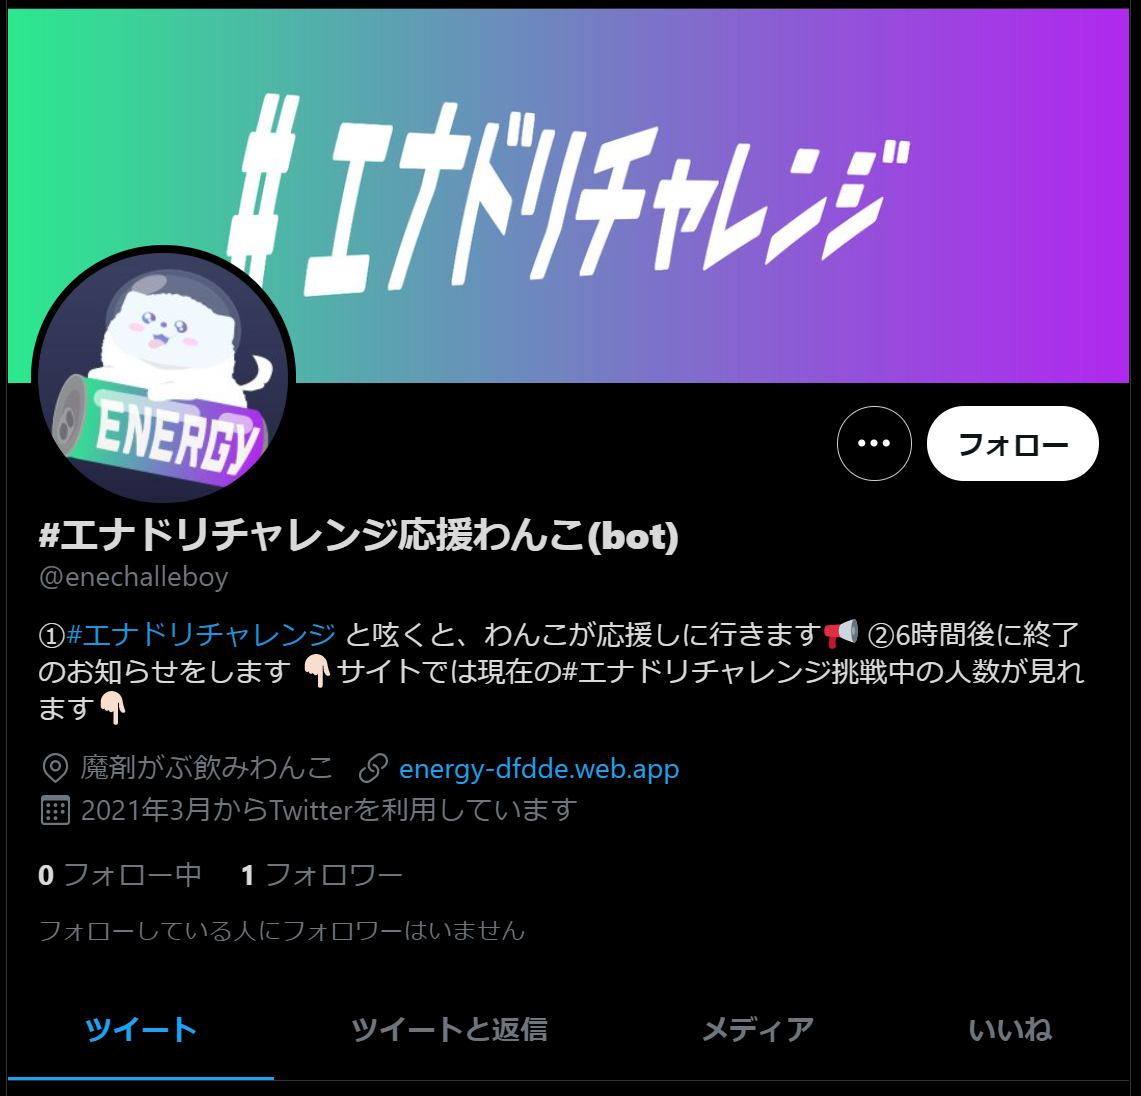 #エナドリチャレンジ
ENERGY
フォロー
#エナドリチャレンジ応援わんこ(bot)
@enechalleboy
①#エナドリチャレンジ と呟くと、わんこが応援しに行きます📣 ②6時間後に終了
のお知らせをします 👇🏻サイトでは現在の#エナドリチャレンジ挑戦中の人数が見れ
ます👇🏻
魔剤がぶ飲みわんこ energy-dfdde.web.app
2021年3月からTwitterを利用しています
0 フォロー中 1 フォロワー
フォローしている人にフォロワーはいません
ツイート ツイートと返信 メディア いいね